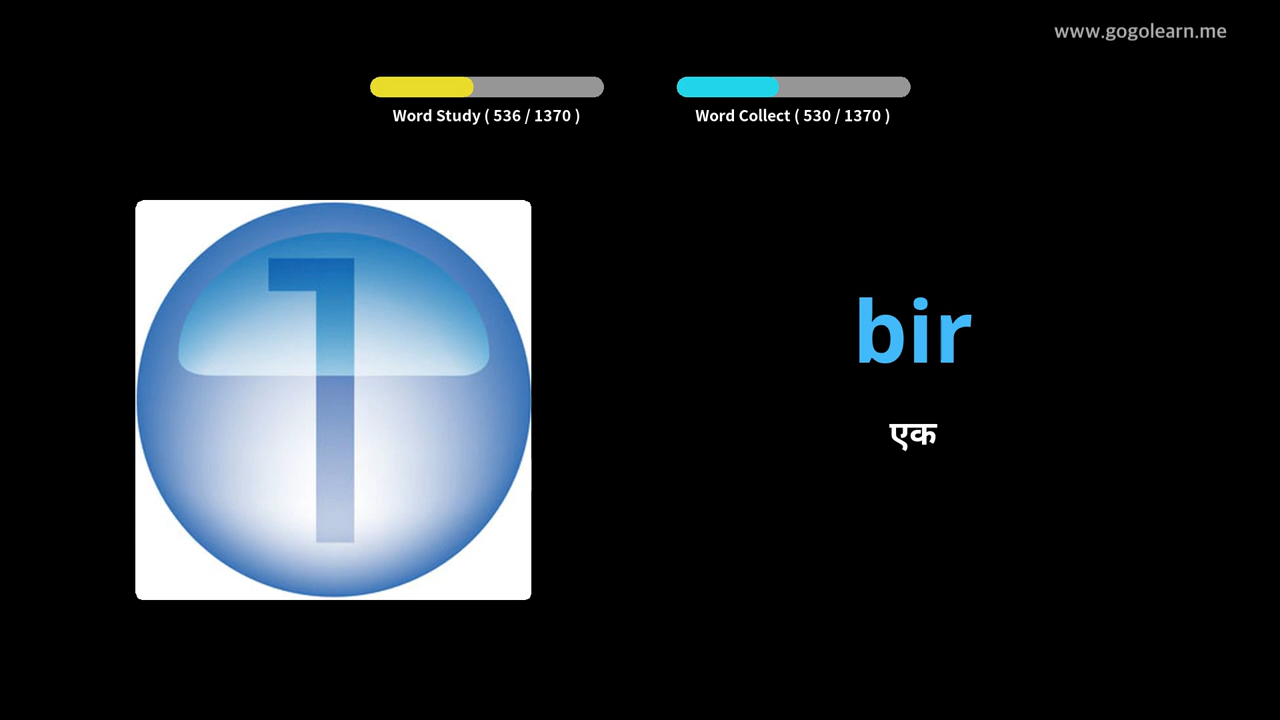 www.gogolearn.me
Word Study ( 536 / 1370 )
Word Collect ( 530 / 1370 )
1
bir
एक